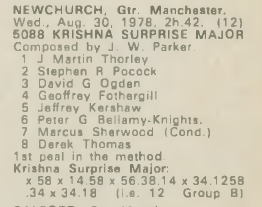 NEWCHURCH, Gtr. Manchester.
Wed., Aug. 30, 1978, 2h.42. (12)
5088 KRISHNA SURPRISE MAJOR
Composed by J. W. Parker
1 J Martin Thorley
2 Stephen R Pocock
3 David G Ogden
4 Geoffrey Fothergill
5 Jeffrey Kershaw
6 Peter G Bellamy-Knights.
7 Marcus Sherwood (Cond.)
8 Derek Thomas
1st peal in the method.
Krishna Surprise Major:
x 58 x 14.58 x 56.38.14 x 34.1258
.34 x 34.18 (i.e. 12 Group B)